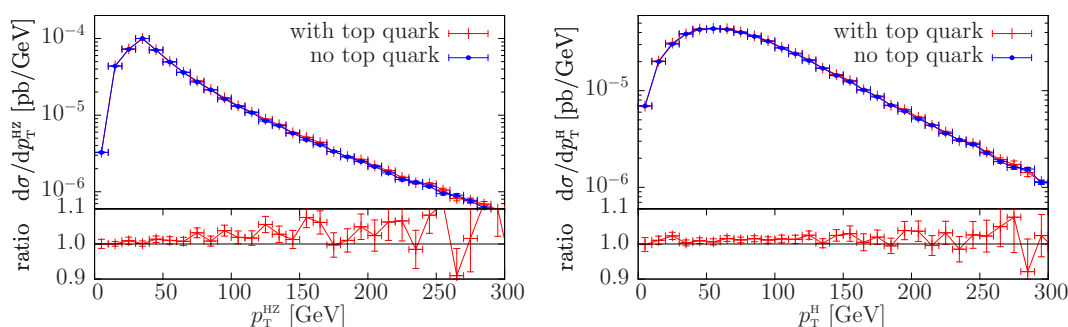 with top quark
no top quark
dσ/dp_T^HZ [pb/GeV]
10⁻⁴
10⁻⁵
10⁻⁶
ratio
1.1
1.0
0.9
0 50 100 150 200 250 300
p_T^HZ [GeV]
with top quark
no top quark
dσ/dp_T^H [pb/GeV]
10⁻⁵
10⁻⁶
ratio
1.1
1.0
0.9
0 50 100 150 200 250 300
p_T^H [GeV]